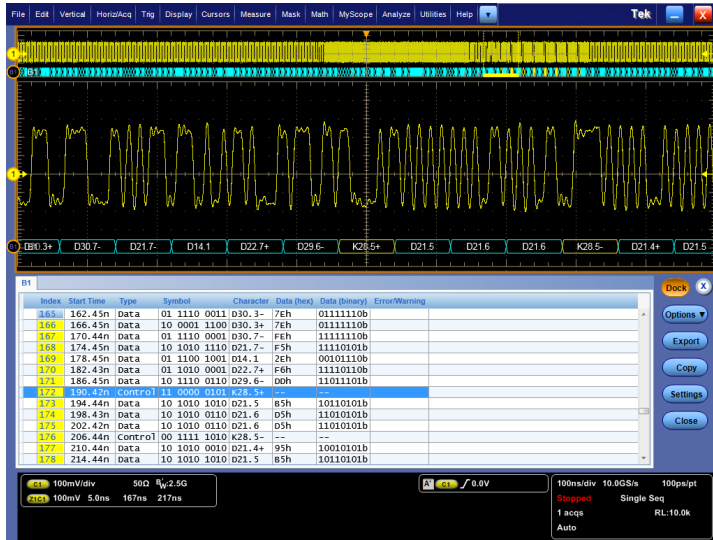 File Edit Vertical Horiz/Acq Trig Display Cursors Measure Mask Math MyScope Analyze Utilities Help Tek X
1
B1 B1
1
B1 D30.7- D21.7- D14.1 D22.7+ D29.6- K28.5+ D21.5 D21.6 D21.6 K28.5- D21.4+ D21.5
B1 Dock X
Index Start Time Type Symbol Character Data (hex) Data (binary) Error/Warning
165 162.45n Data 01 1110 0011 D30.3- 7Eh 01111110b
166 166.45n Data 10 0001 1100 D30.3+ 7Eh 01111110b
167 170.44n Data 01 1110 0001 D30.7- FEh 11111110b
168 174.45n Data 10 1010 1110 D21.7- F5h 11110101b
169 178.45n Data 01 1100 1001 D14.1 2Eh 00101110b
170 182.43n Data 01 1010 0001 D22.7+ F6h 11110110b
171 186.45n Data 10 1110 0110 D29.6- DDh 11011101b
172 190.42n Control 11 0000 0101 K28.5+ -- --
173 194.44n Data 10 1010 1010 D21.5 B5h 10110101b
174 198.43n Data 10 1010 0110 D21.6 D5h 11010101b
175 202.42n Data 10 1010 0110 D21.6 D5h 11010101b
176 206.44n Control 00 1111 1010 K28.5- -- --
177 210.44n Data 10 1010 0010 D21.4+ 95h 10010101b
178 214.44n Data 10 1010 1010 D21.5 B5h 10110101b
Options ▼
Export
Copy
Settings
Close
C1 100mV/div 50Ω BW:2.5G
Z1C1 100mV 5.0ns 167ns 217ns
A' C1 0.0V
100ns/div 10.0GS/s 100ps/pt
Stopped Single Seq
1 acqs RL:10.0k
Auto